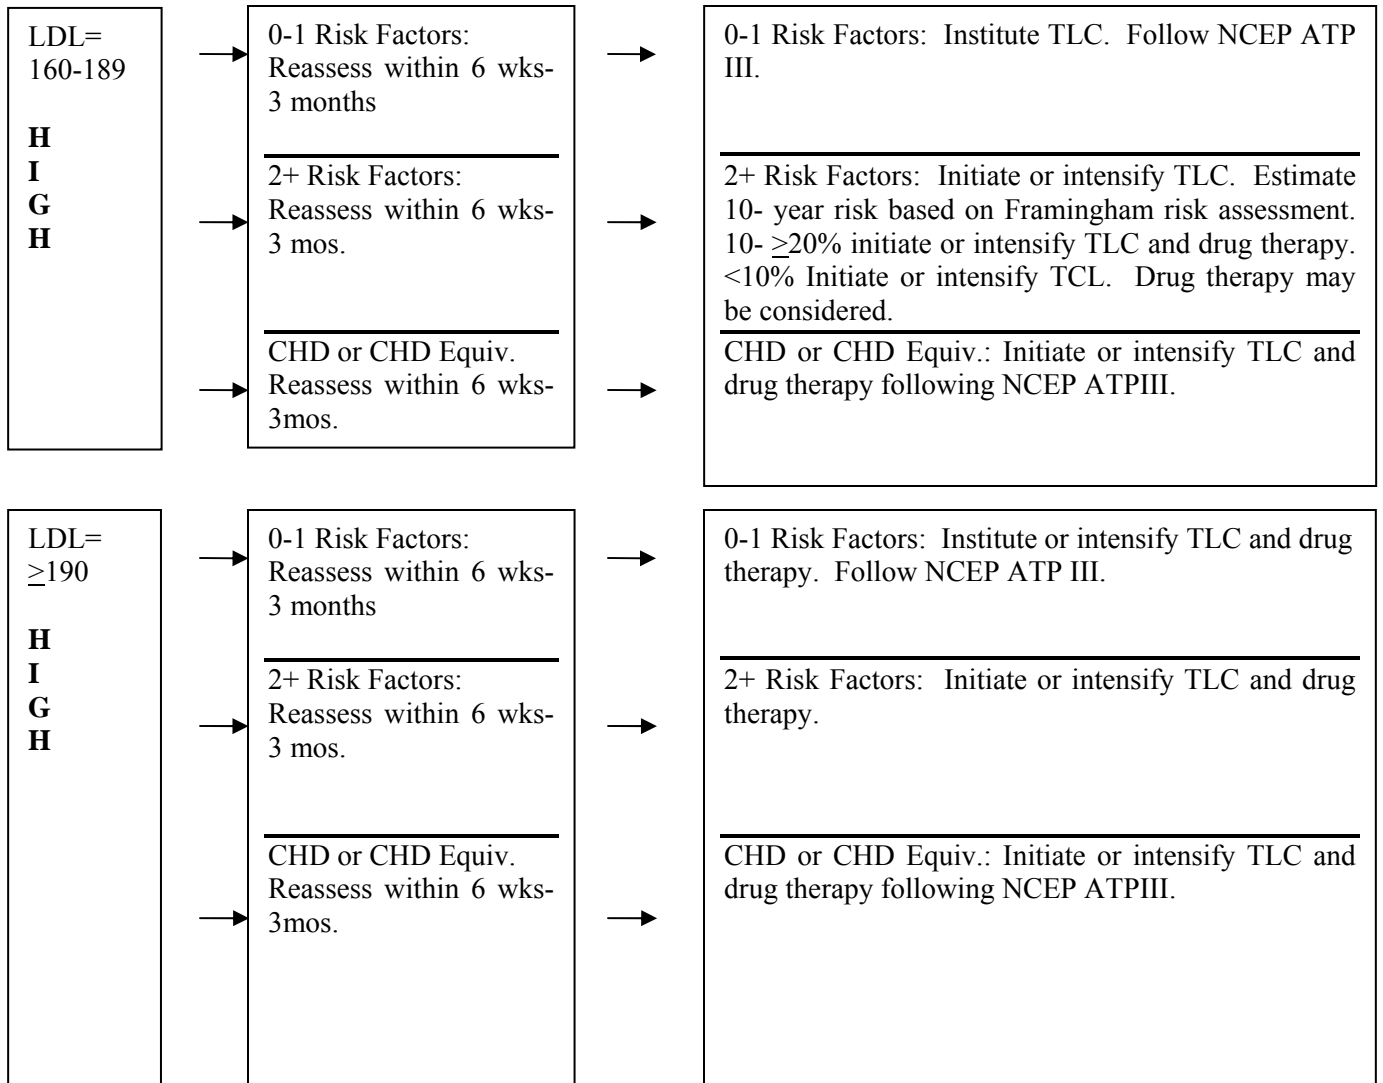 LDL=
160-189
H
I
G
H
0-1 Risk Factors:
Reassess within 6 wks-
3 months
2+ Risk Factors:
Reassess within 6 wks-
3 mos.
CHD or CHD Equiv.
Reassess within 6 wks-
3mos.
0-1 Risk Factors: Institute TLC. Follow NCEP ATP
III.
2+ Risk Factors: Initiate or intensify TLC. Estimate
10- year risk based on Framingham risk assessment.
10- ≥20% initiate or intensify TLC and drug therapy.
<10% Initiate or intensify TCL. Drug therapy may
be considered.
CHD or CHD Equiv.: Initiate or intensify TLC and
drug therapy following NCEP ATPIII.
LDL=
≥190
H
I
G
H
0-1 Risk Factors:
Reassess within 6 wks-
3 months
2+ Risk Factors:
Reassess within 6 wks-
3 mos.
CHD or CHD Equiv.
Reassess within 6 wks-
3mos.
0-1 Risk Factors: Institute or intensify TLC and drug
therapy. Follow NCEP ATP III.
2+ Risk Factors: Initiate or intensify TLC and drug
therapy.
CHD or CHD Equiv.: Initiate or intensify TLC and
drug therapy following NCEP ATPIII.